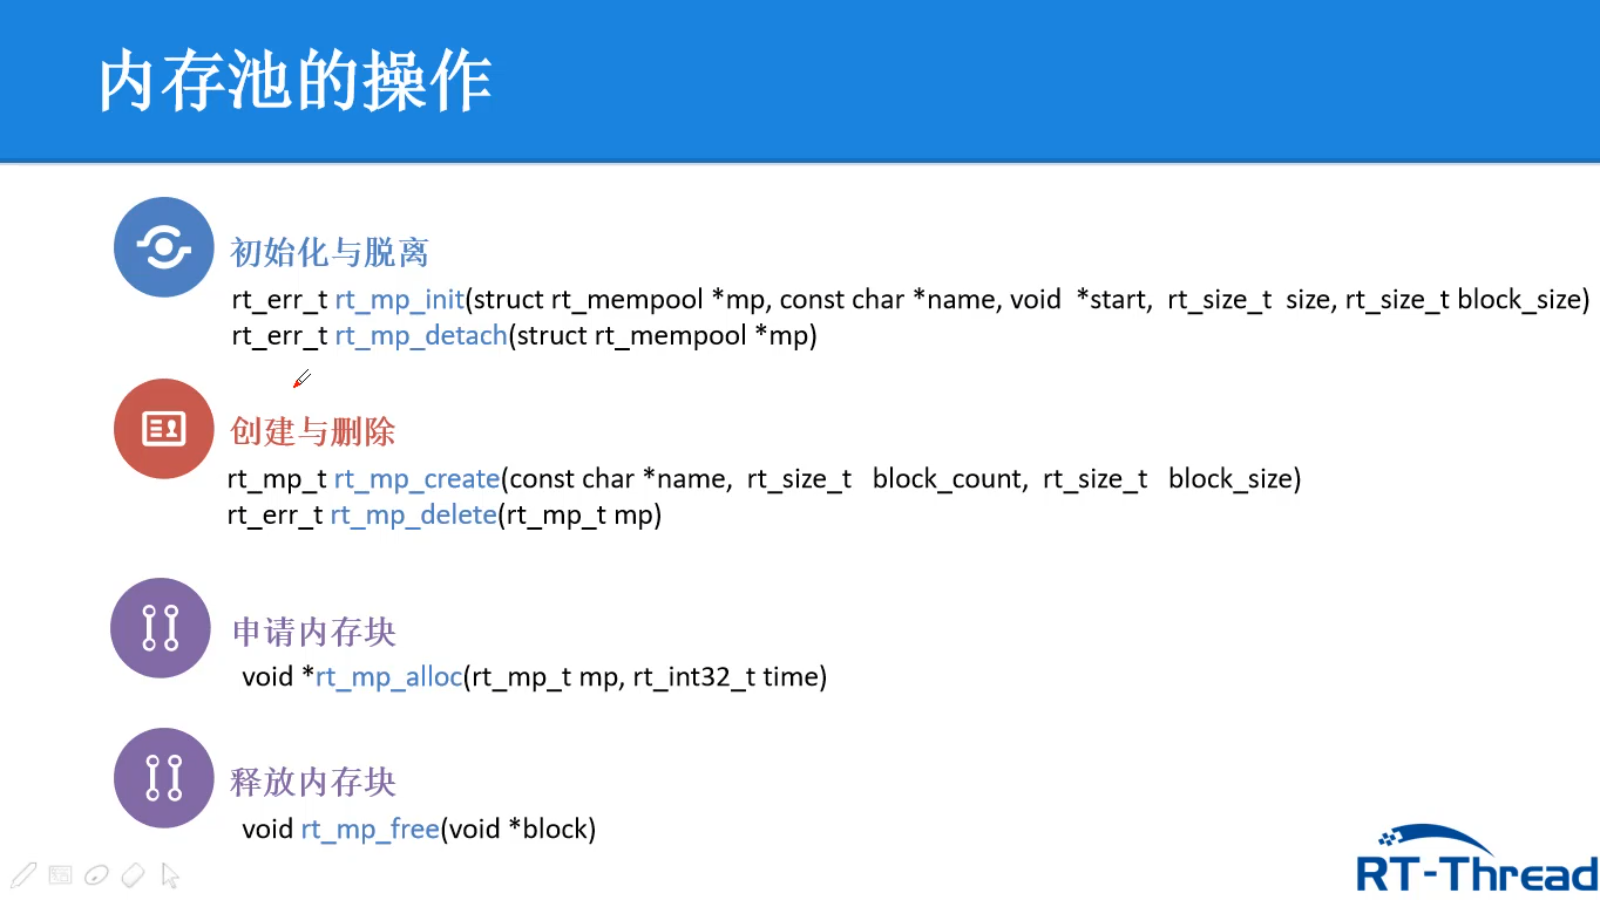 内存池的操作
初始化与脱离
rt_err_t rt_mp_init(struct rt_mempool *mp, const char *name, void *start, rt_size_t size, rt_size_t block_size)
rt_err_t rt_mp_detach(struct rt_mempool *mp)
创建与删除
rt_mp_t rt_mp_create(const char *name, rt_size_t block_count, rt_size_t block_size)
rt_err_t rt_mp_delete(rt_mp_t mp)
申请内存块
void *rt_mp_alloc(rt_mp_t mp, rt_int32_t time)
释放内存块
void rt_mp_free(void *block)
RT-Thread